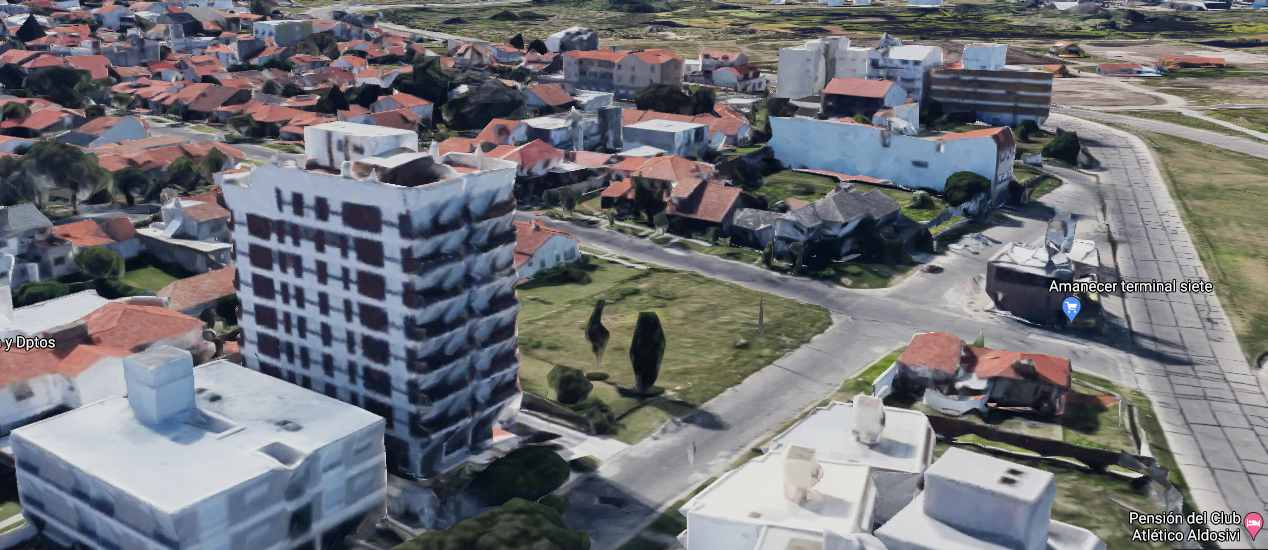 Amanecer terminal siete
y Dptos
Pensión del Club
Atlético Aldosivi